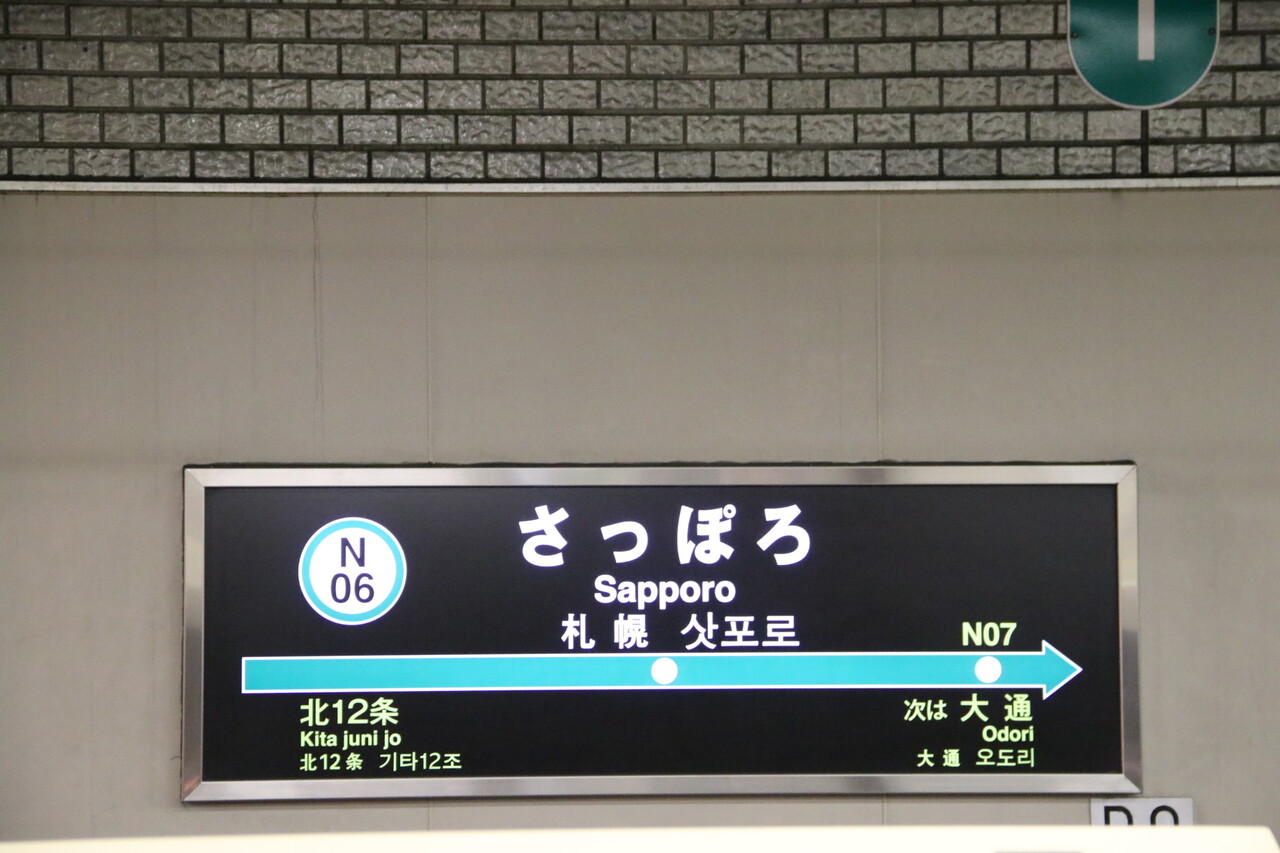 1
N
06
さっぽろ
Sapporo
札幌 삿포로
N07
北12条
Kita juni jo
北12条 기타12조
次は 大通
Odori
大通 오도리